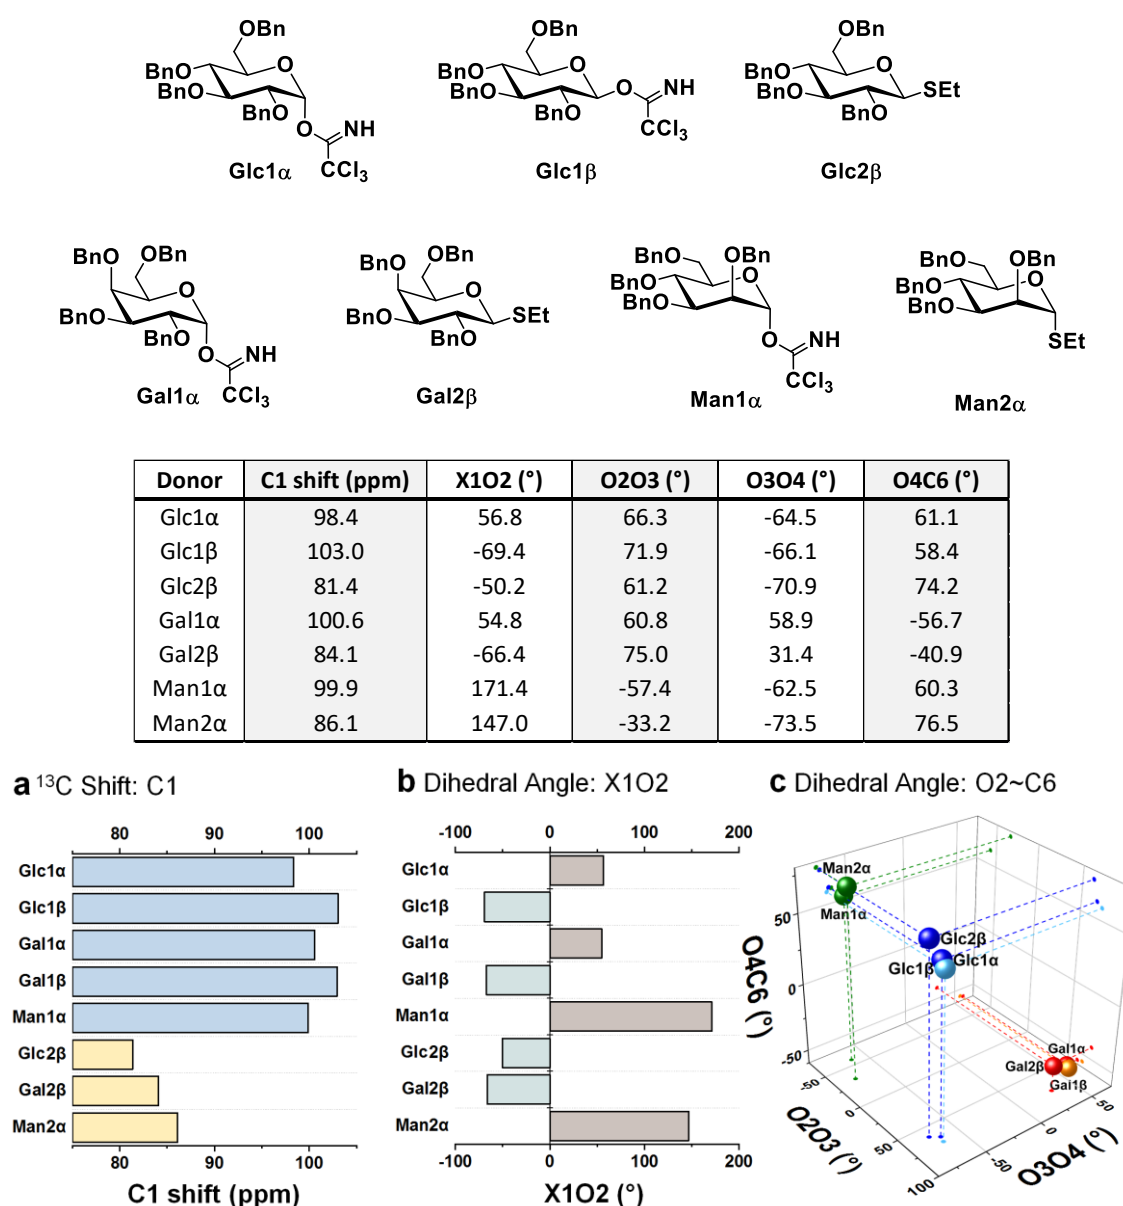 OBn
OBn
OBn
BnO
O
BnO
BnO
O
NH
CCl3
Glc1α
BnO
O
BnO
BnO
O
NH
CCl3
Glc1β
BnO
O
BnO
BnO
SEt
Glc2β
BnO
OBn
O
BnO
BnO
O
NH
CCl3
Gal1α
BnO
OBn
O
BnO
BnO
SEt
Gal2β
BnO
OBn
BnO
BnO
O
O
NH
CCl3
Man1α
BnO
OBn
BnO
BnO
O
SEt
Man2α
Donor C1 shift (ppm) X1O2 (°) O2O3 (°) O3O4 (°) O4C6 (°)
Glc1α 98.4 56.8 66.3 -64.5 61.1
Glc1β 103.0 -69.4 71.9 -66.1 58.4
Glc2β 81.4 -50.2 61.2 -70.9 74.2
Gal1α 100.6 54.8 60.8 58.9 -56.7
Gal2β 84.1 -66.4 75.0 31.4 -40.9
Man1α 99.9 171.4 -57.4 -62.5 60.3
Man2α 86.1 147.0 -33.2 -73.5 76.5
a 13C Shift: C1
80 90 100
Glc1α
Glc1β
Gal1α
Gal1β
Man1α
Glc2β
Gal2β
Man2α
80 90 100
C1 shift (ppm)
b Dihedral Angle: X1O2
-100 0 100 200
Glc1α
Glc1β
Gal1α
Gal1β
Man1α
Glc2β
Gal2β
Man2α
-100 0 100 200
X1O2 (°)
c Dihedral Angle: O2~C6
Man2α
Man1α
Glc2β
Glc1α
Glc1β
Gal1α
Gal2β
Gai1β
50
0
-50
O4C6 (°)
-50
0
50
100
O2O3 (°)
-50
0
50
O3O4 (°)